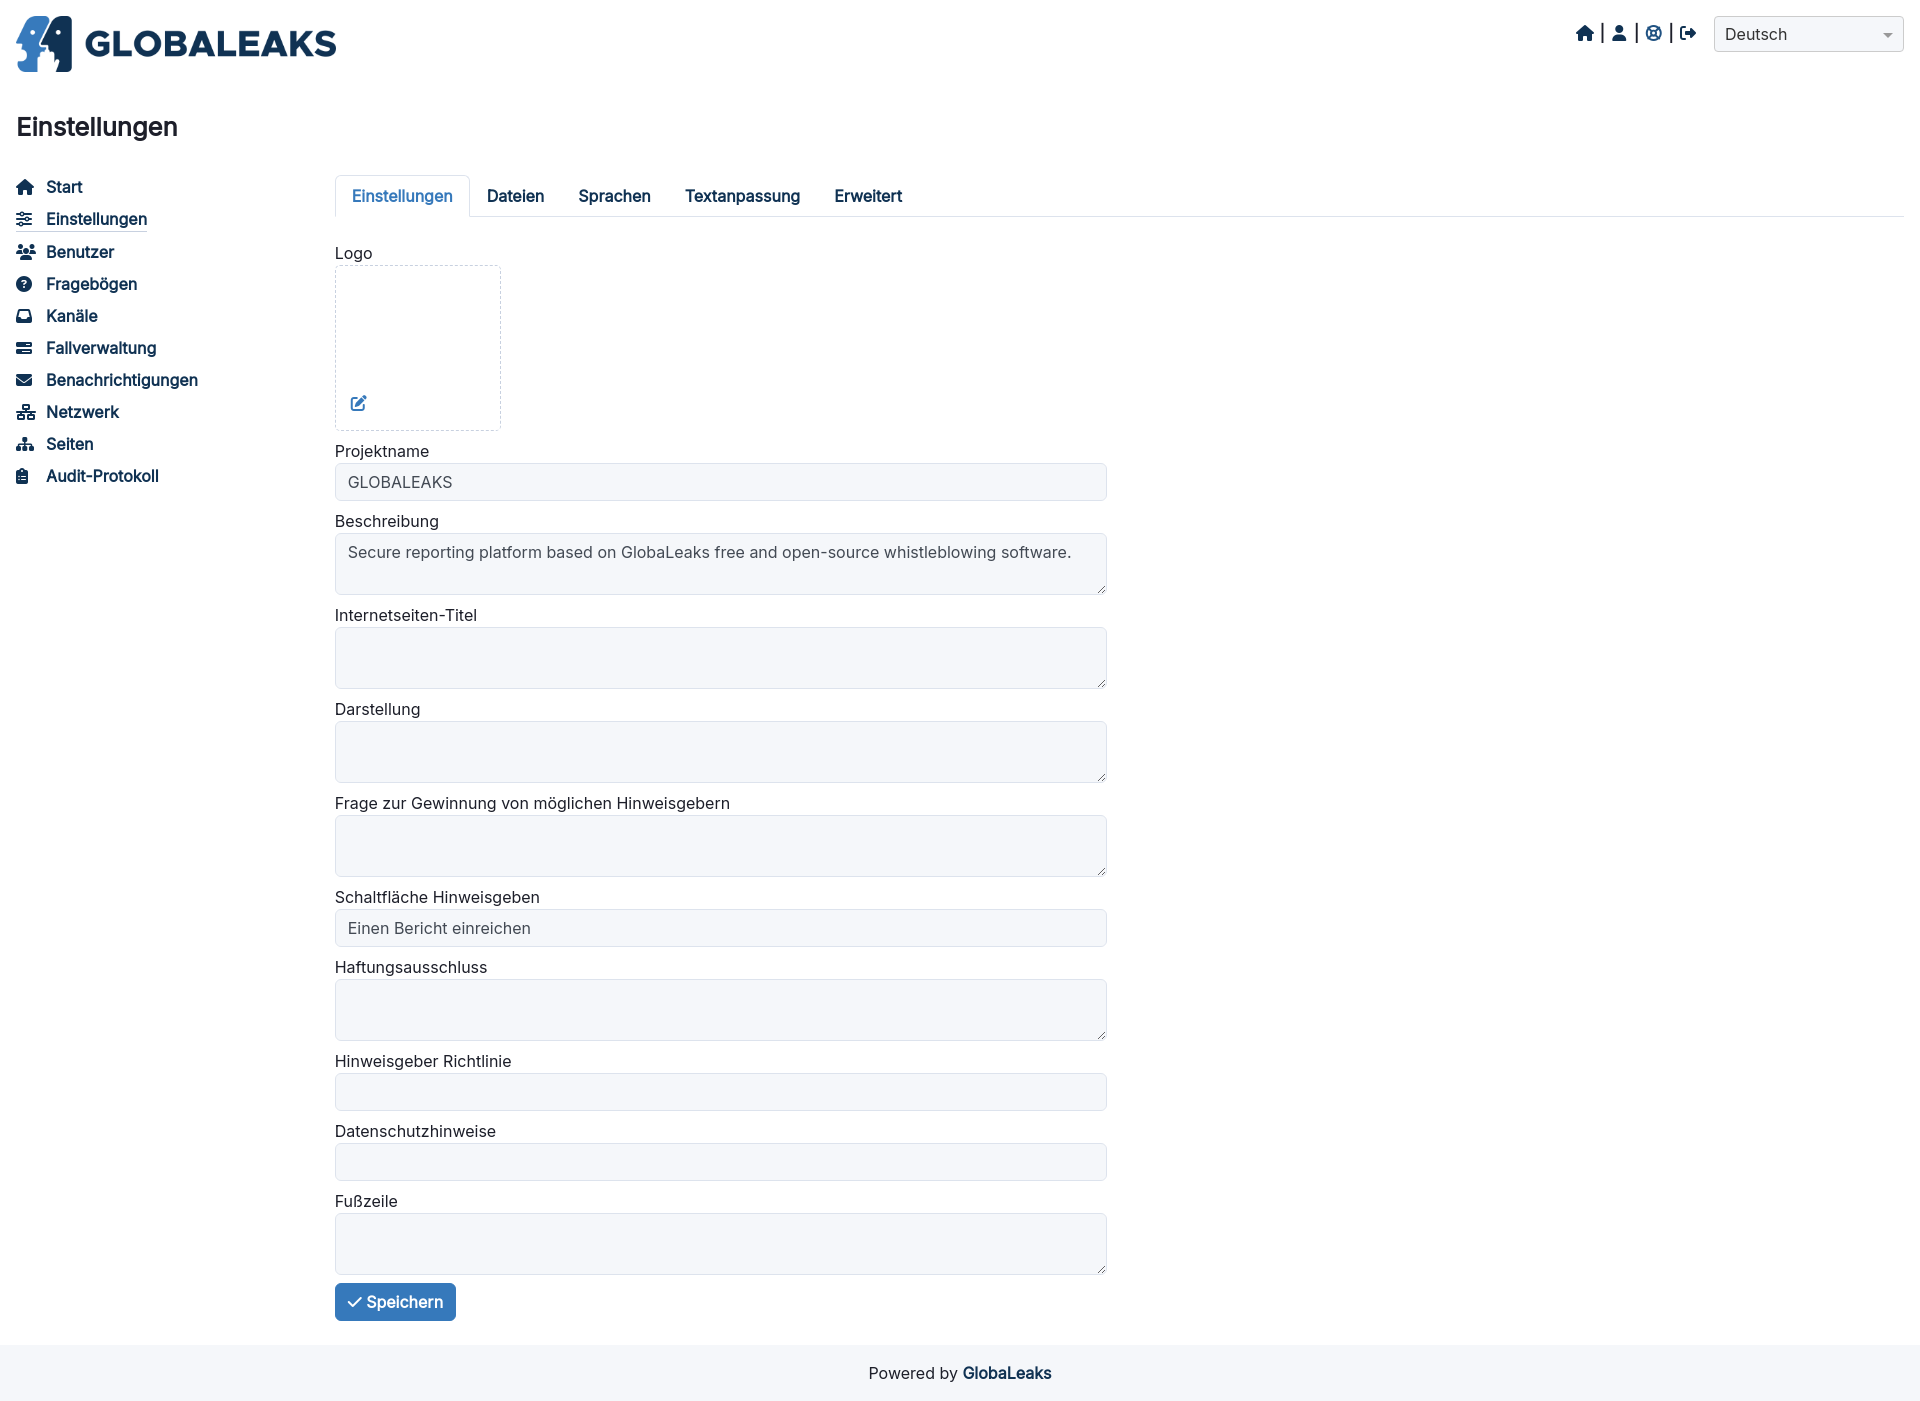 GLOBALEAKS
Deutsch
Einstellungen
Start
Einstellungen
Benutzer
Fragebögen
Kanäle
Fallverwaltung
Benachrichtigungen
Netzwerk
Seiten
Audit-Protokoll
Einstellungen Dateien Sprachen Textanpassung Erweitert
Logo
Projektname
GLOBALEAKS
Beschreibung
Secure reporting platform based on GlobaLeaks free and open-source whistleblowing software.
Internetseiten-Titel
Darstellung
Frage zur Gewinnung von möglichen Hinweisgebern
Schaltfläche Hinweisgeben
Einen Bericht einreichen
Haftungsausschluss
Hinweisgeber Richtlinie
Datenschutzhinweise
Fußzeile
Speichern
Powered by GlobaLeaks